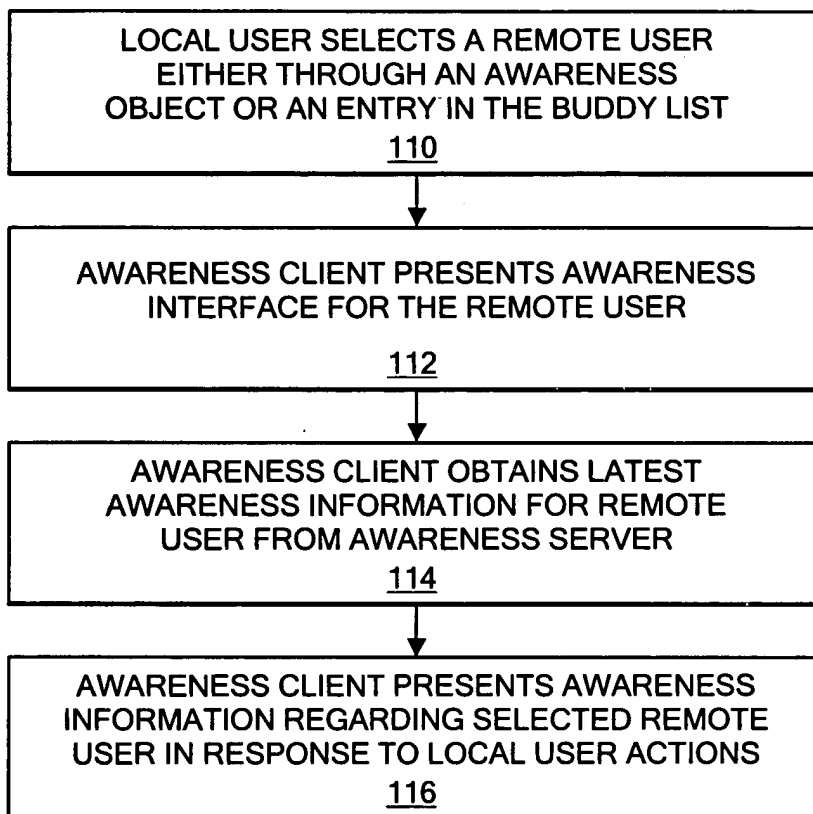 LOCAL USER SELECTS A REMOTE USER
EITHER THROUGH AN AWARENESS
OBJECT OR AN ENTRY IN THE BUDDY LIST
110
AWARENESS CLIENT PRESENTS AWARENESS
INTERFACE FOR THE REMOTE USER
112
AWARENESS CLIENT OBTAINS LATEST
AWARENESS INFORMATION FOR REMOTE
USER FROM AWARENESS SERVER
114
AWARENESS CLIENT PRESENTS AWARENESS
INFORMATION REGARDING SELECTED REMOTE
USER IN RESPONSE TO LOCAL USER ACTIONS
116